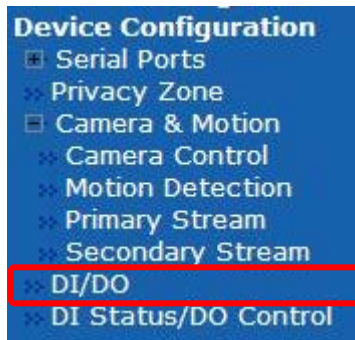 Device Configuration
Serial Ports
Privacy Zone
Camera & Motion
Camera Control
Motion Detection
Primary Stream
Secondary Stream
DI/DO
DI Status/DO Control